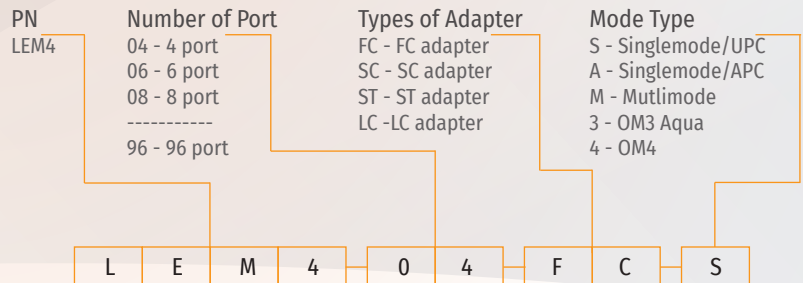 PN
LEM4
Number of Port
04 - 4 port
06 - 6 port
08 - 8 port
-----------
96 - 96 port
Types of Adapter
FC - FC adapter
SC - SC adapter
ST - ST adapter
LC -LC adapter
Mode Type
S - Singlemode/UPC
A - Singlemode/APC
M - Mutlimode
3 - OM3 Aqua
4 - OM4
L E M 4 - 0 4 - F C - S